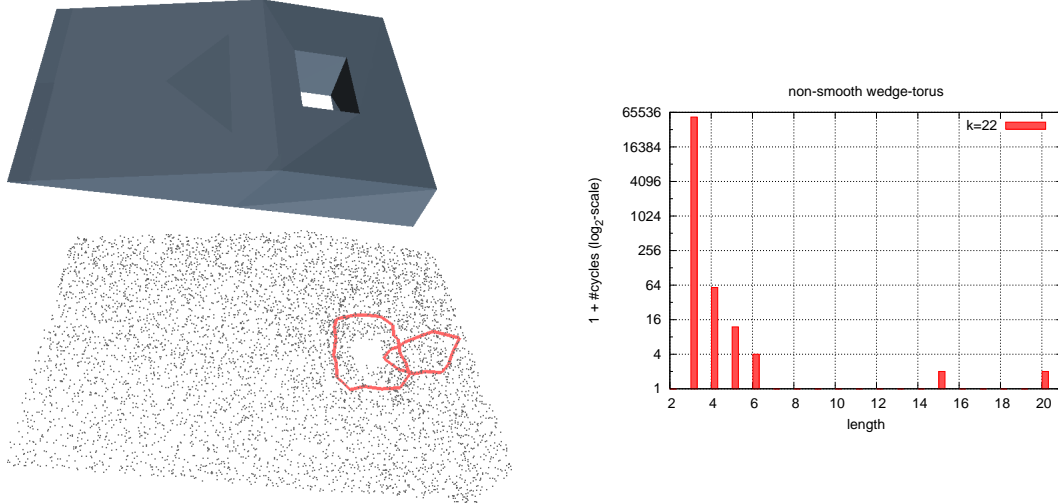 non-smooth wedge-torus
k=22
65536
16384
4096
1024
256
64
16
4
1
2 4 6 8 10 12 14 16 18 20
1 + #cycles (log2-scale)
length